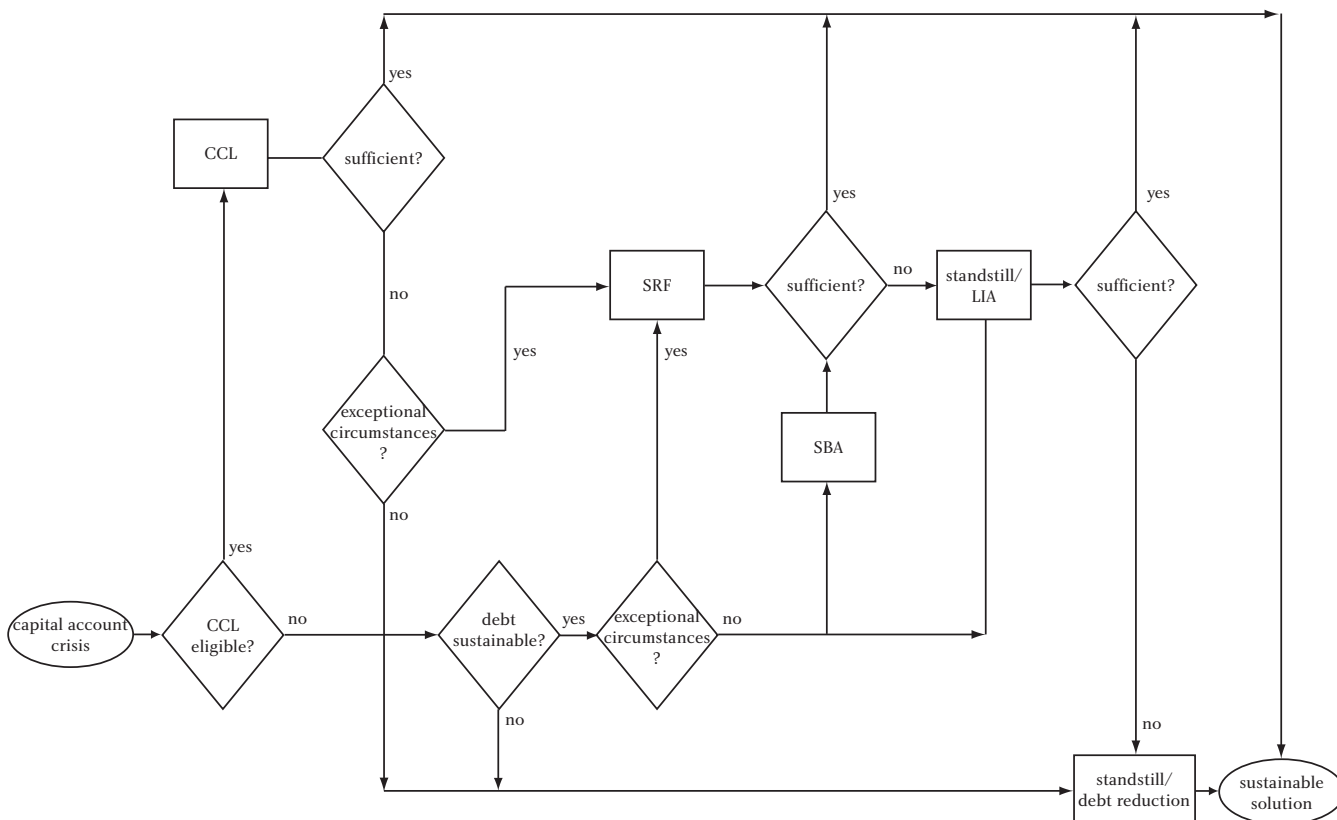 yes
CCL
sufficient?
yes
yes
no
SRF
sufficient?
no
standstill/
LIA
sufficient?
yes
yes
exceptional
circumstances
?
SBA
no
yes
capital account
crisis
CCL
eligible?
no
debt
sustainable?
yes
exceptional
circumstances
?
no
no
no
standstill/
debt reduction
sustainable
solution